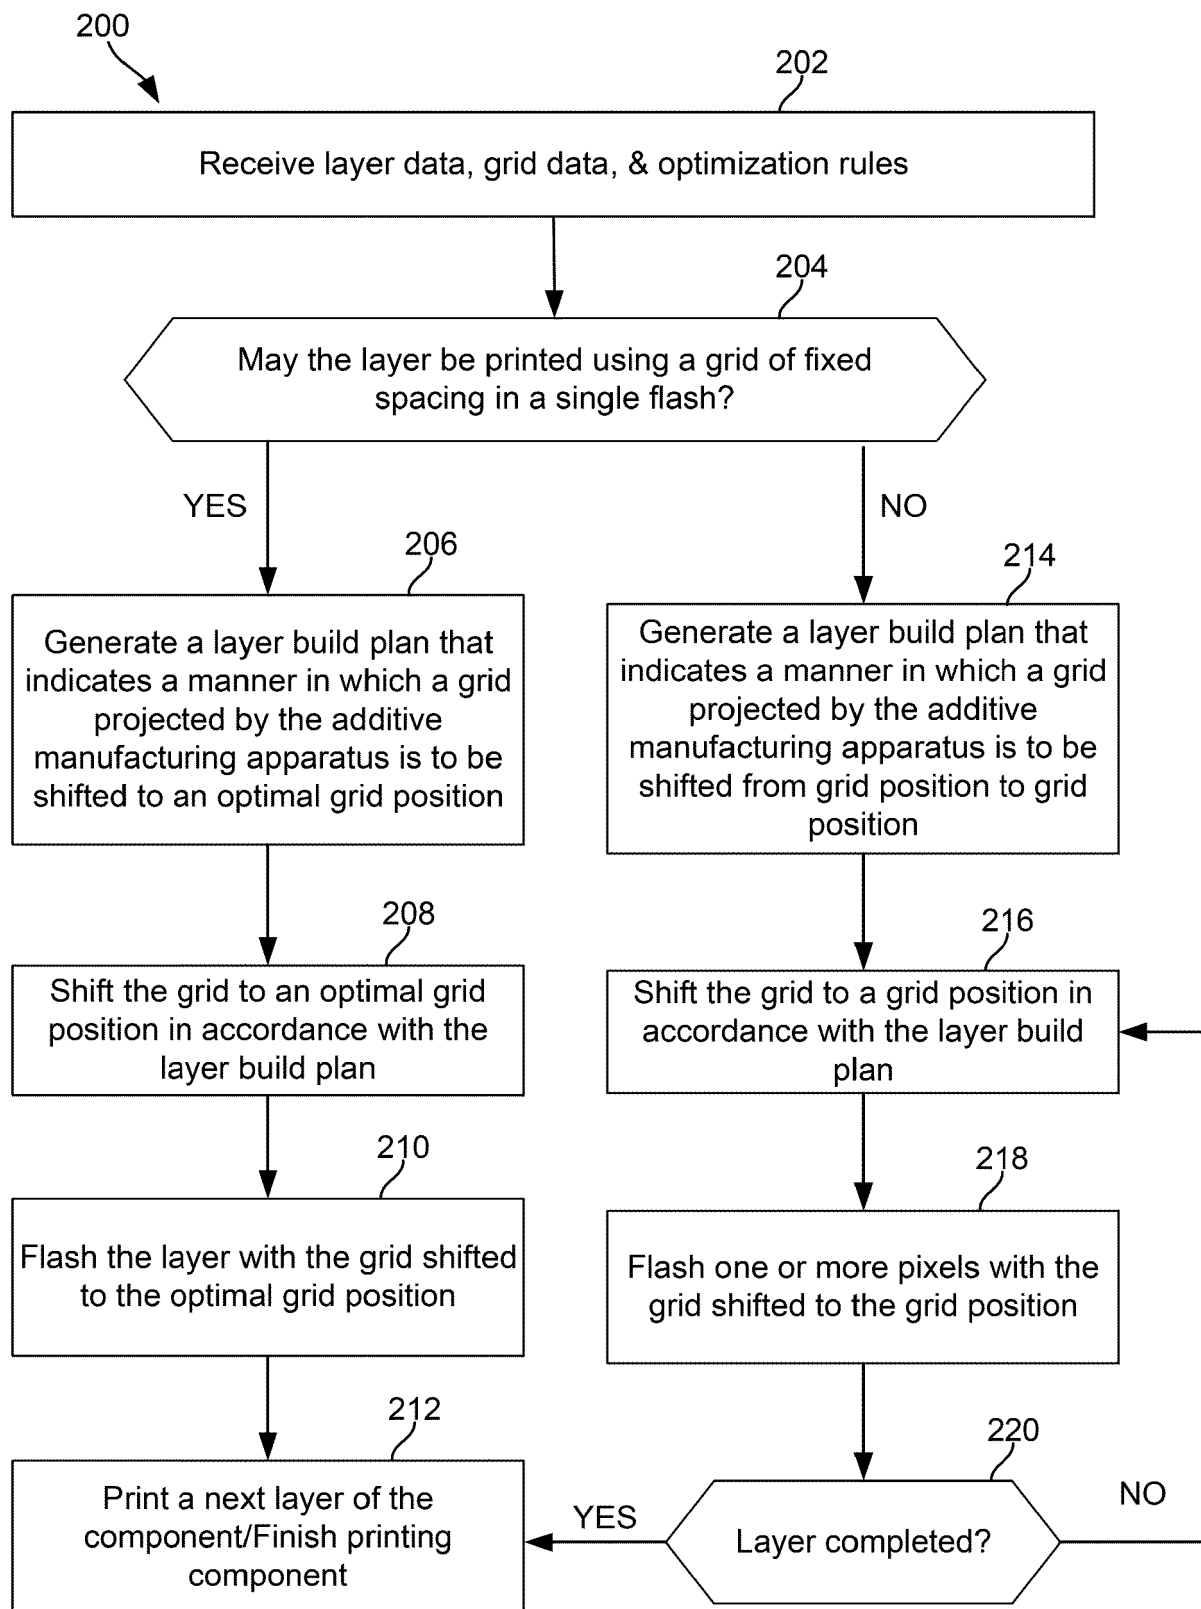 200
202
Receive layer data, grid data, & optimization rules
204
May the layer be printed using a grid of fixed
spacing in a single flash?
YES
NO
206
Generate a layer build plan that
indicates a manner in which a grid
projected by the additive
manufacturing apparatus is to be
shifted to an optimal grid position
214
Generate a layer build plan that
indicates a manner in which a grid
projected by the additive
manufacturing apparatus is to be
shifted from grid position to grid
position
208
Shift the grid to an optimal grid
position in accordance with the
layer build plan
216
Shift the grid to a grid position in
accordance with the layer build
plan
210
Flash the layer with the grid shifted
to the optimal grid position
218
Flash one or more pixels with the
grid shifted to the grid position
212
Print a next layer of the
component/Finish printing
component
YES
220
Layer completed?
NO